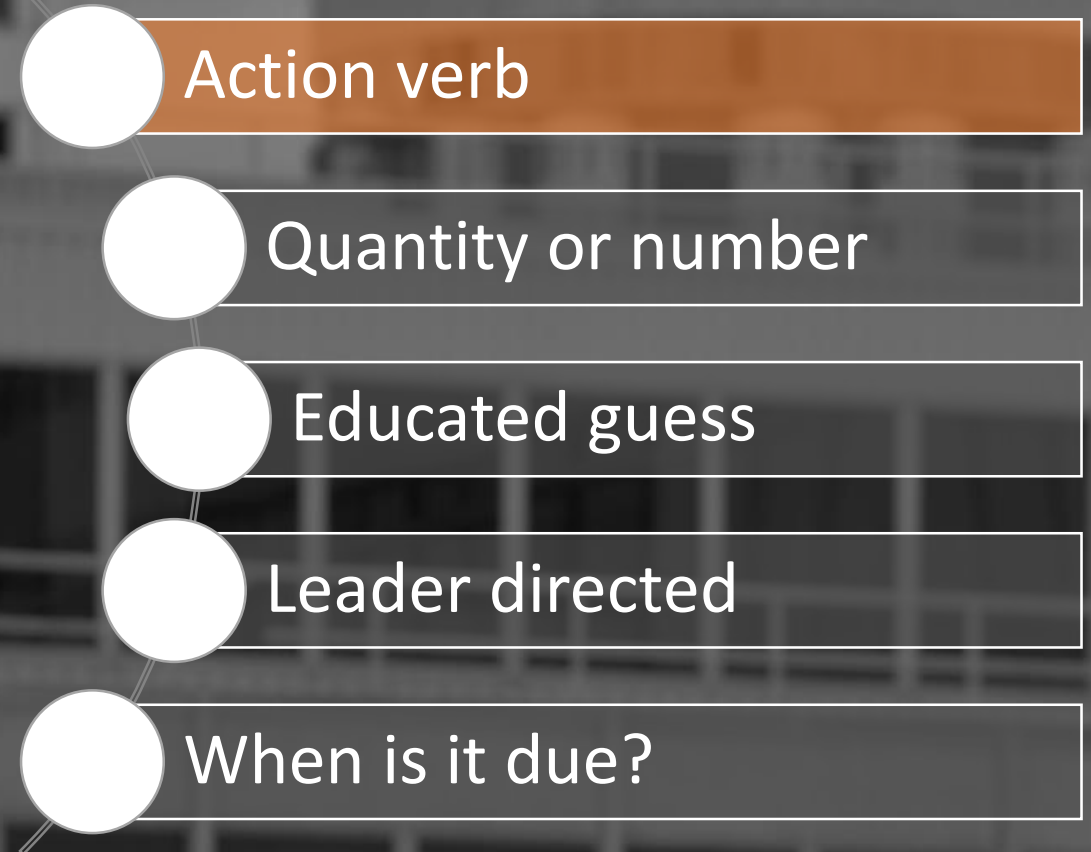 Action verb
Quantity or number
Educated guess
Leader directed
When is it due?